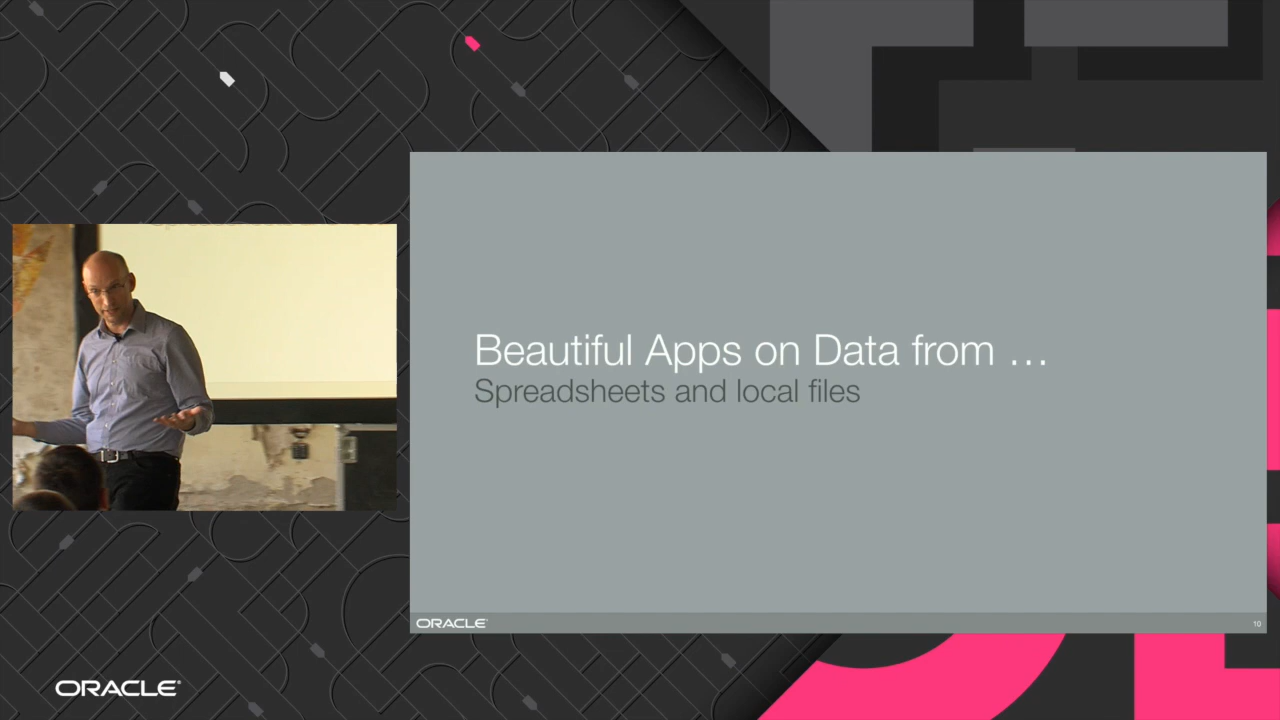 Beautiful Apps on Data from …
Spreadsheets and local files
ORACLE
10
ORACLE®